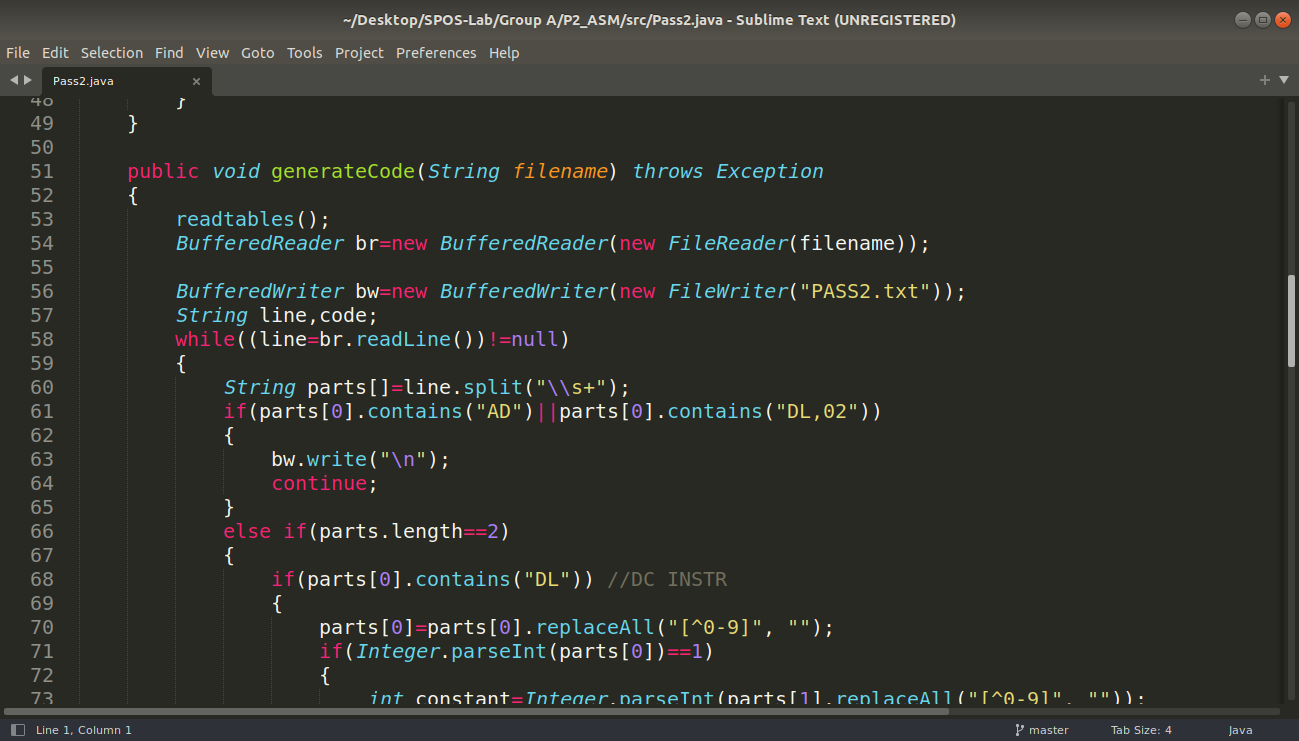 ~/Desktop/SPOS-Lab/Group A/P2_ASM/src/Pass2.java - Sublime Text (UNREGISTERED)
File Edit Selection Find View Goto Tools Project Preferences Help
Pass2.java
48 }
49 }
50
51 public void generateCode(String filename) throws Exception
52 {
53 readtables();
54 BufferedReader br=new BufferedReader(new FileReader(filename));
55
56 BufferedWriter bw=new BufferedWriter(new FileWriter("PASS2.txt"));
57 String line,code;
58 while((line=br.readLine())!=null)
59 {
60 String parts[]=line.split("\\s+");
61 if(parts[0].contains("AD")||parts[0].contains("DL,02"))
62 {
63 bw.write("\n");
64 continue;
65 }
66 else if(parts.length==2)
67 {
68 if(parts[0].contains("DL")) //DC INSTR
69 {
70 parts[0]=parts[0].replaceAll("[^0-9]", "");
71 if(Integer.parseInt(parts[0])==1)
72 {
73 int constant=Integer.parseInt(parts[1].replaceAll("[^0-9]", ""));
Line 1, Column 1 master Tab Size: 4 Java